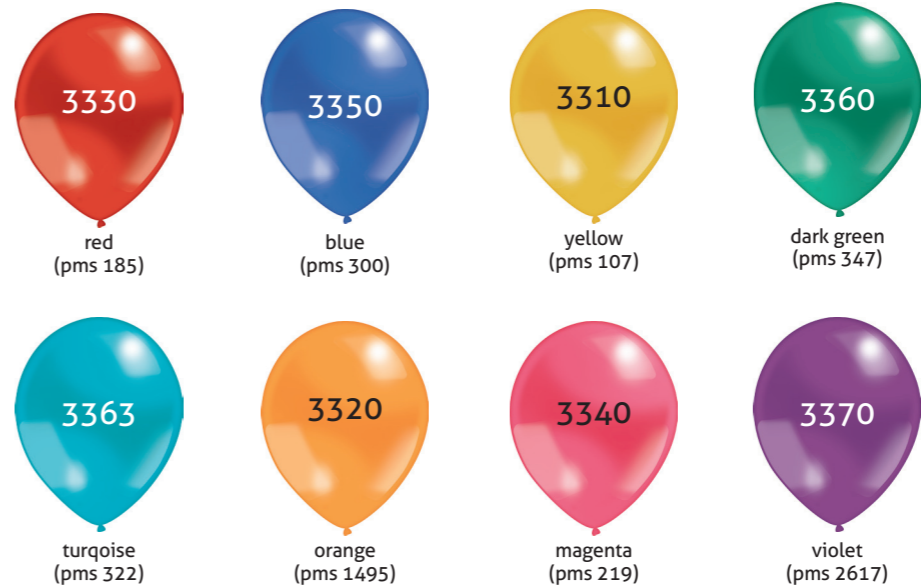 3330
red
(pms 185)
3350
blue
(pms 300)
3310
yellow
(pms 107)
3360
dark green
(pms 347)
3363
turqoise
(pms 322)
3320
orange
(pms 1495)
3340
magenta
(pms 219)
3370
violet
(pms 2617)